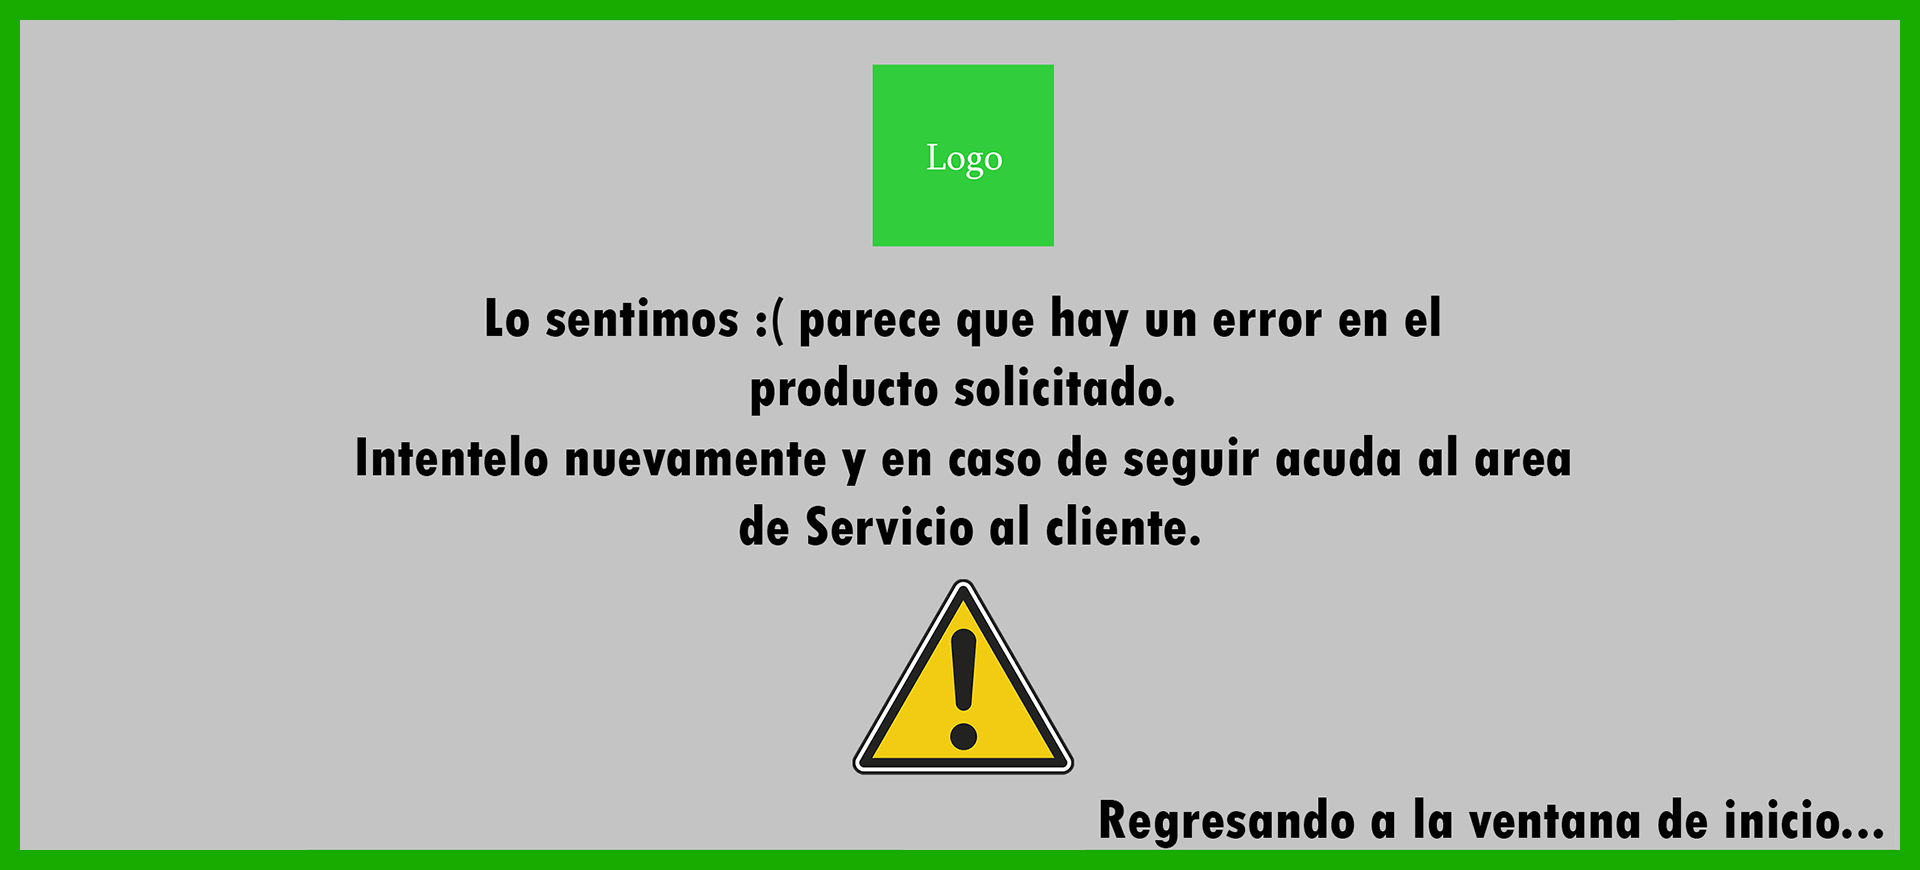 Logo
Lo sentimos :( parece que hay un error en el
producto solicitado.
Intentelo nuevamente y en caso de seguir acuda al area
de Servicio al cliente.
Regresando a la ventana de inicio...